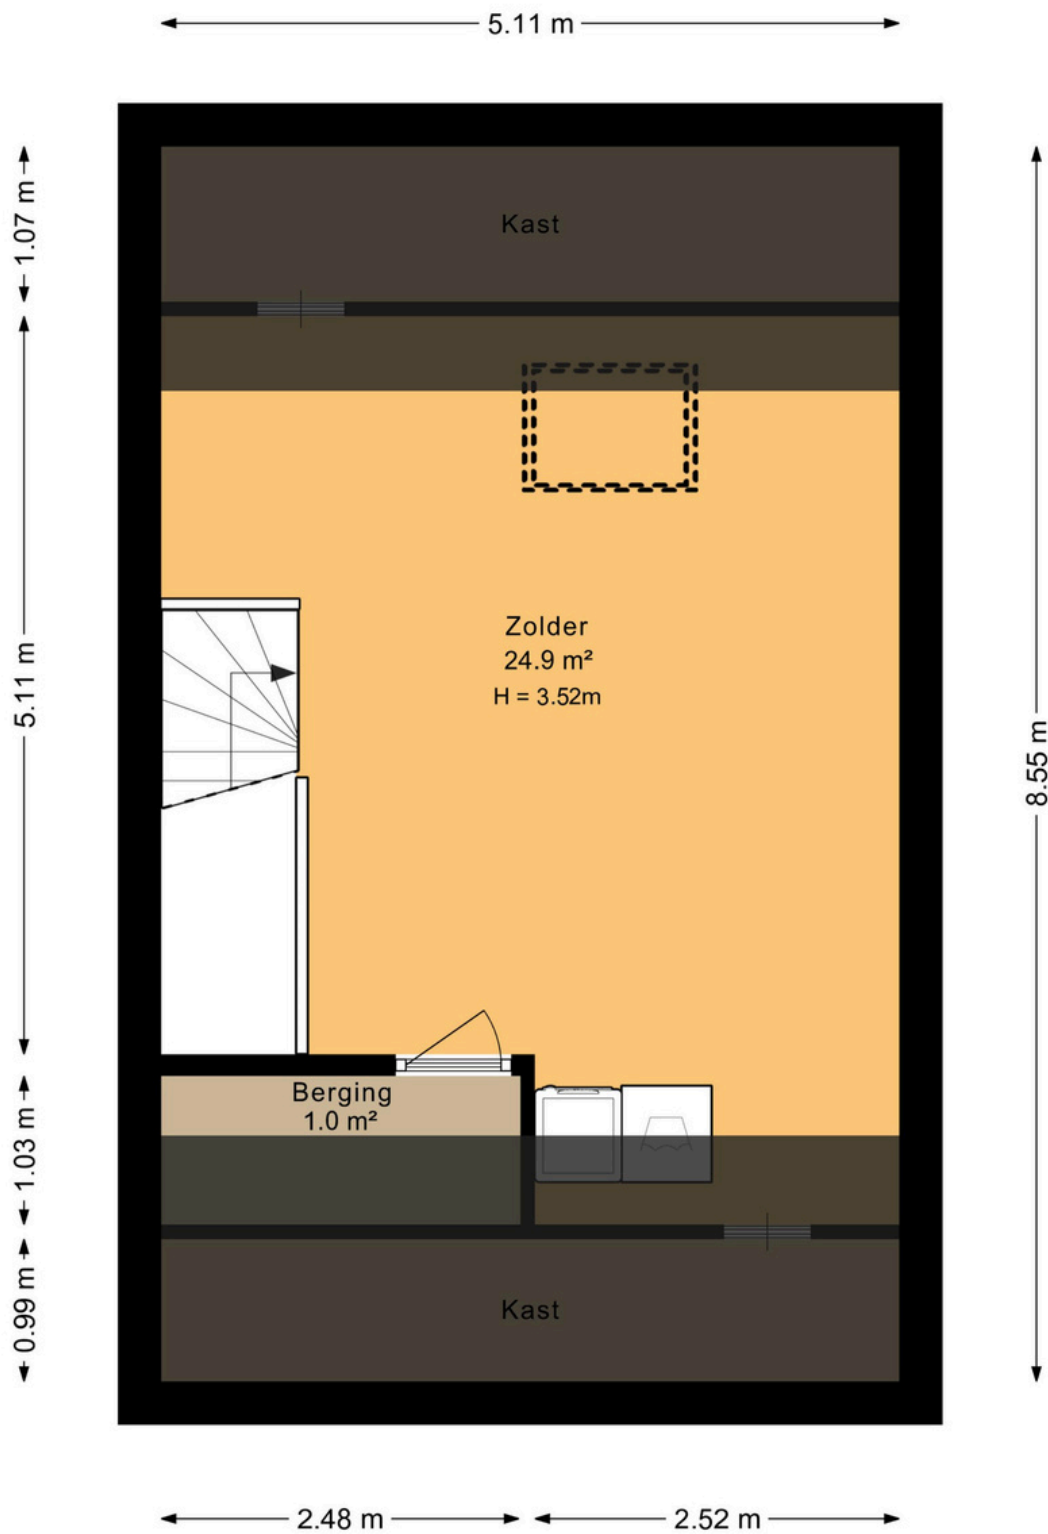 5.11 m
1.07 m
Kast
5.11 m
Zolder
24.9 m²
H = 3.52m
8.55 m
Berging
1.0 m²
1.03 m
0.99 m
Kast
2.48 m
2.52 m